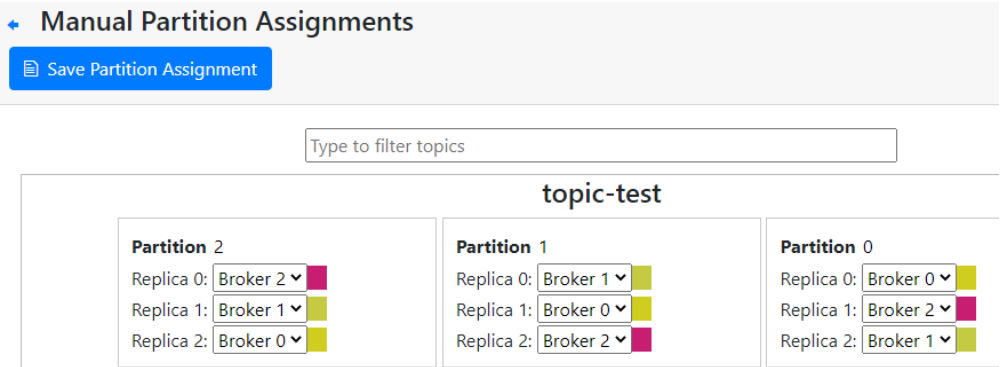 Manual Partition Assignments
Save Partition Assignment
Type to filter topics
topic-test
Partition 2
Replica 0: Broker 2
Replica 1: Broker 1
Replica 2: Broker 0
Partition 1
Replica 0: Broker 1
Replica 1: Broker 0
Replica 2: Broker 2
Partition 0
Replica 0: Broker 0
Replica 1: Broker 2
Replica 2: Broker 1